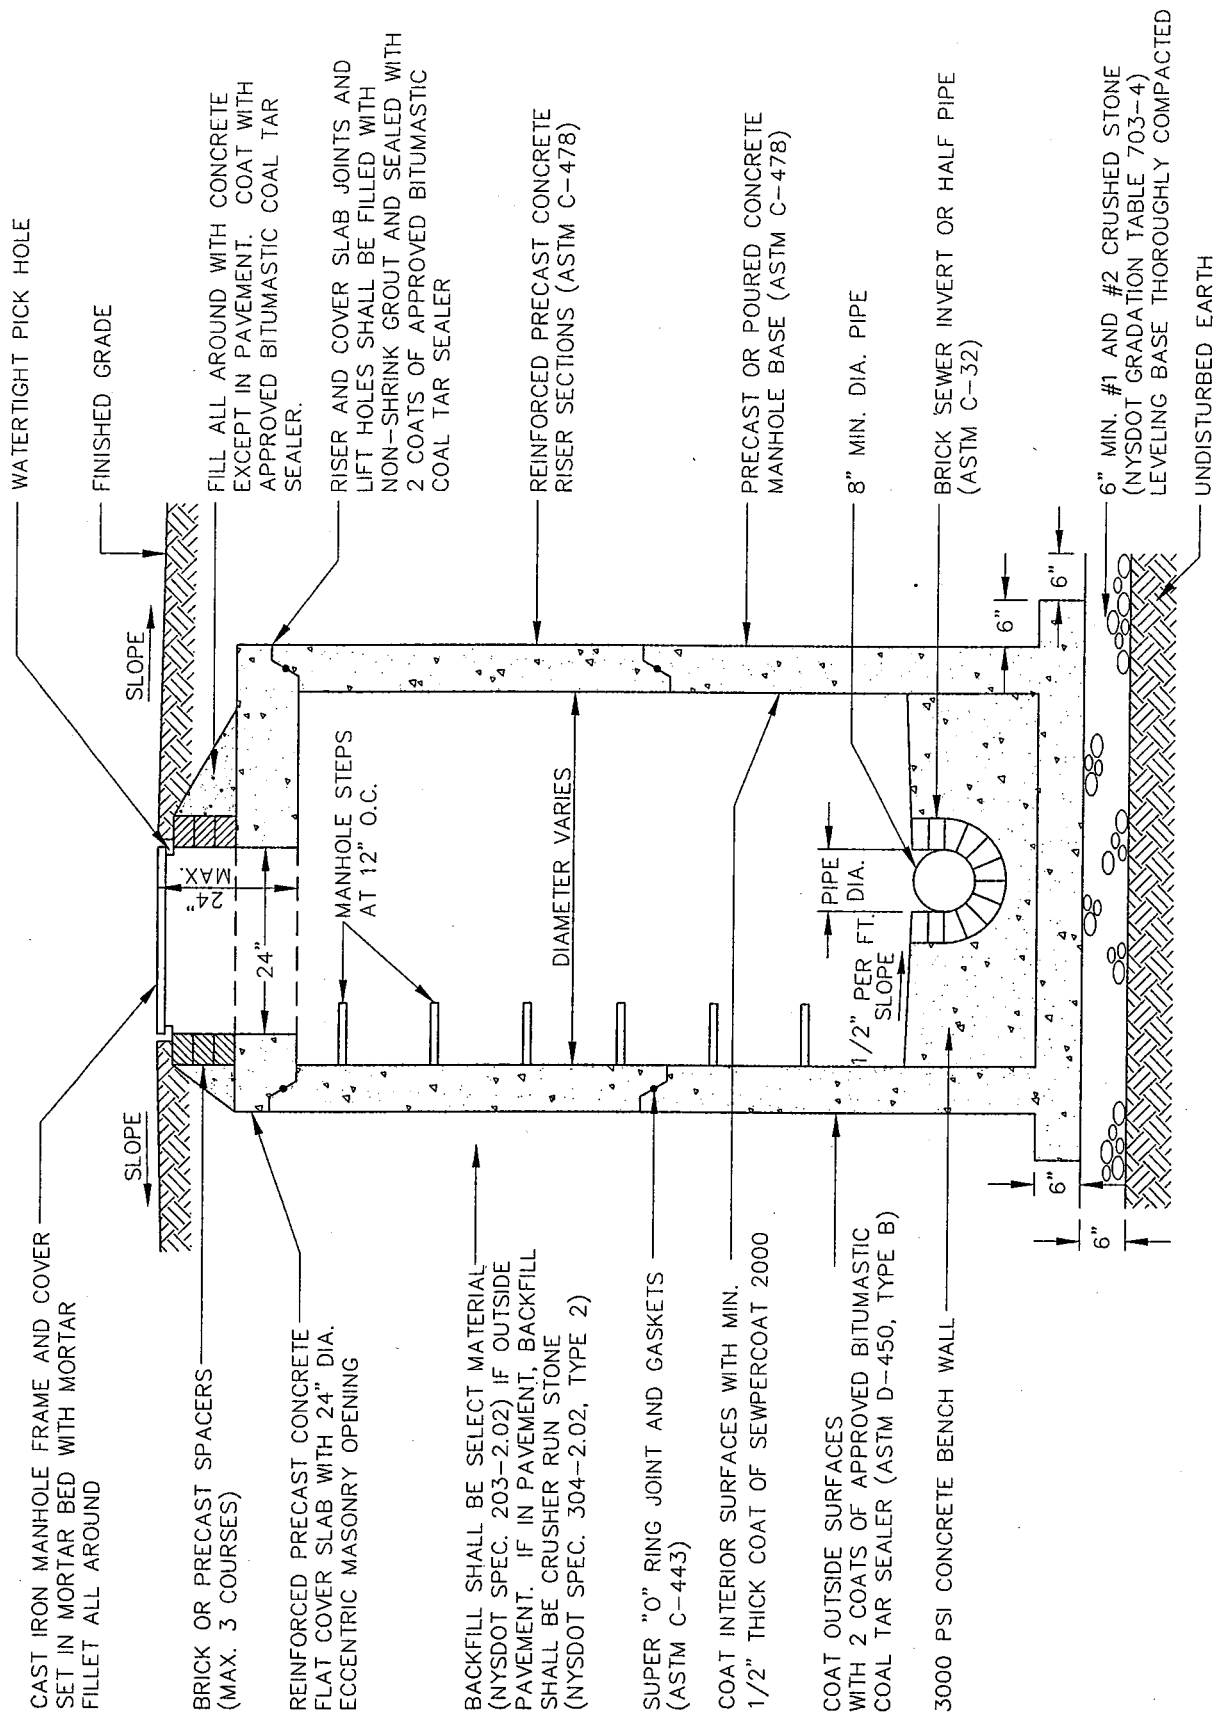 CAST IRON MANHOLE FRAME AND COVER
SET IN MORTAR BED WITH MORTAR
FILLET ALL AROUND
BRICK OR PRECAST SPACERS
(MAX. 3 COURSES)
REINFORCED PRECAST CONCRETE
FLAT COVER SLAB WITH 24" DIA.
ECCENTRIC MASONRY OPENING
BACKFILL SHALL BE SELECT MATERIAL
(NYSDOT SPEC. 203-2.02) IF OUTSIDE
PAVEMENT. IF IN PAVEMENT, BACKFILL
SHALL BE CRUSHER RUN STONE
(NYSDOT SPEC. 304-2.02, TYPE 2)
SUPER "O" RING JOINT AND GASKETS
(ASTM C-443)
COAT INTERIOR SURFACES WITH MIN.
1/2" THICK COAT OF SEWPERCOAT 2000
COAT OUTSIDE SURFACES
WITH 2 COATS OF APPROVED BITUMASTIC
COAL TAR SEALER (ASTM D-450, TYPE B)
3000 PSI CONCRETE BENCH WALL
SLOPE
SLOPE
24"
MAX.
24"
MANHOLE STEPS
AT 12" O.C.
DIAMETER VARIES
PIPE
DIA.
1/2" PER FT.
SLOPE
6"
6"
6"
6"
WATERTIGHT PICK HOLE
FINISHED GRADE
FILL ALL AROUND WITH CONCRETE
EXCEPT IN PAVEMENT. COAT WITH
APPROVED BITUMASTIC COAL TAR
SEALER.
RISER AND COVER SLAB JOINTS AND
LIFT HOLES SHALL BE FILLED WITH
NON-SHRINK GROUT AND SEALED WITH
2 COATS OF APPROVED BITUMASTIC
COAL TAR SEALER
REINFORCED PRECAST CONCRETE
RISER SECTIONS (ASTM C-478)
PRECAST OR POURED CONCRETE
MANHOLE BASE (ASTM C-478)
8" MIN. DIA. PIPE
BRICK SEWER INVERT OR HALF PIPE
(ASTM C-32)
6" MIN. #1 AND #2 CRUSHED STONE
(NYSDOT GRADATION TABLE 703-4)
LEVELING BASE THOROUGHLY COMPACTED
UNDISTURBED EARTH